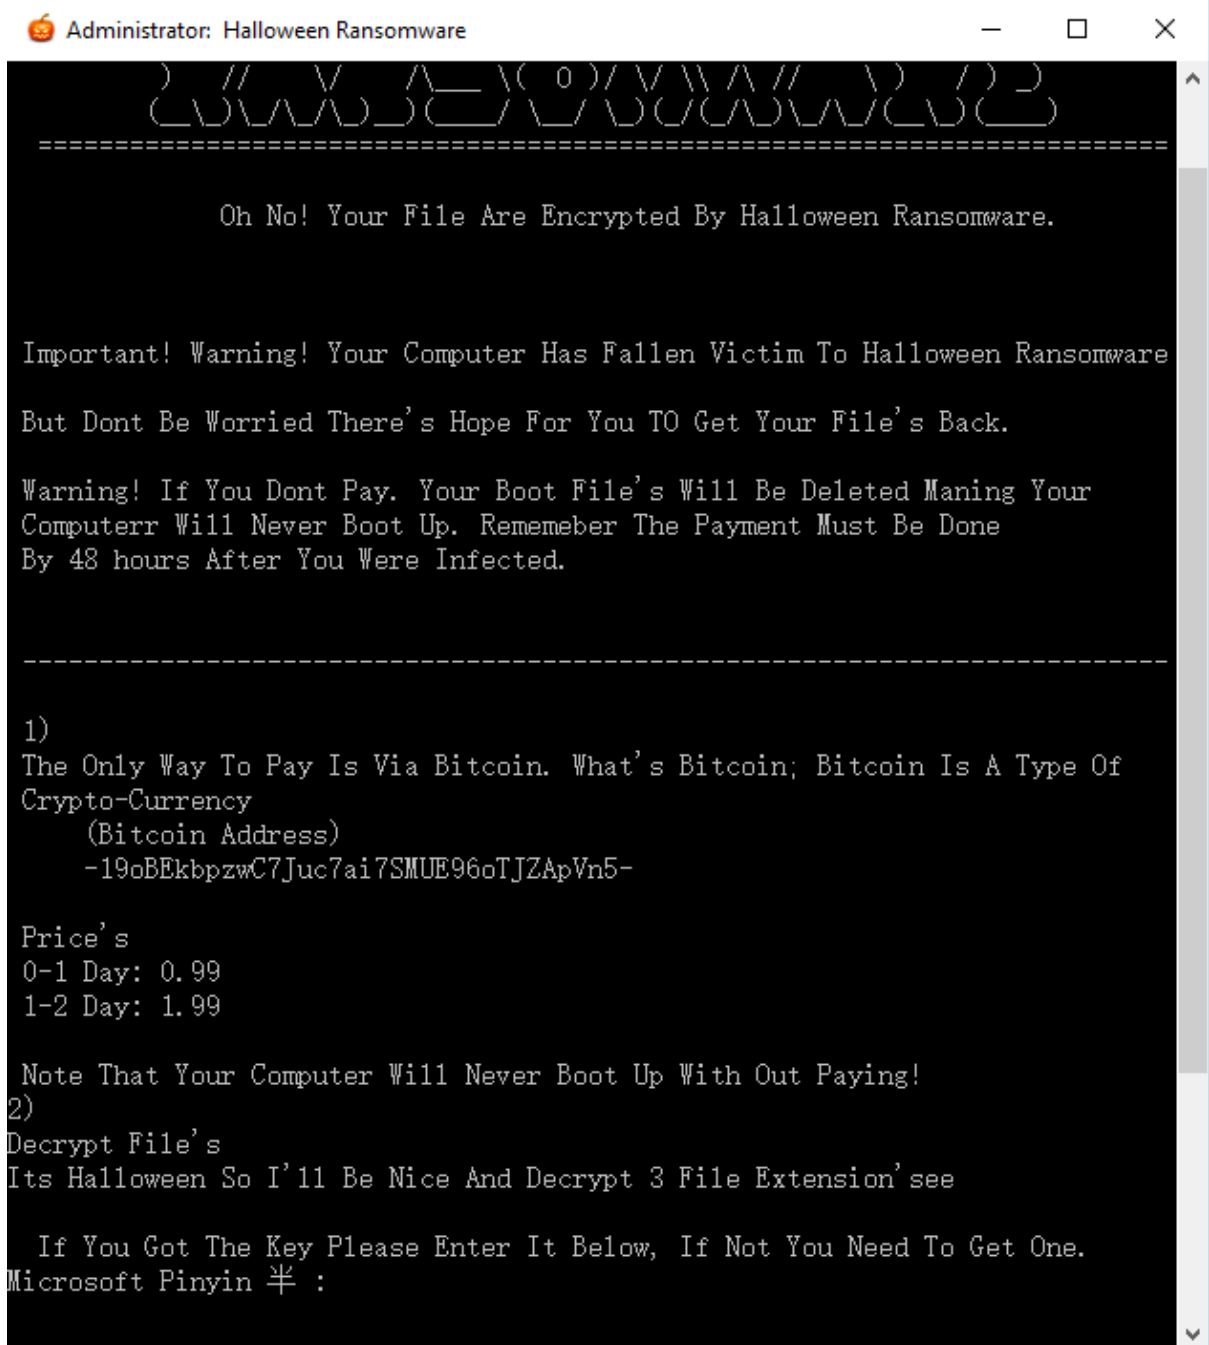 Administrator: Halloween Ransomware
========================================================================== 
Oh No! Your File Are Encrypted By Halloween Ransomware.
Important! Warning! Your Computer Has Fallen Victim To Halloween Ransomware
But Dont Be Worried There's Hope For You TO Get Your File's Back.
Warning! If You Dont Pay. Your Boot File's Will Be Deleted Maning Your
Computerr Will Never Boot Up. Rememeber The Payment Must Be Done
By 48 hours After You Were Infected.
---------------------------------------------------------------------------
1)
The Only Way To Pay Is Via Bitcoin. What's Bitcoin; Bitcoin Is A Type Of
Crypto-Currency
(Bitcoin Address)
-19oBEkbpzwC7Juc7ai7SMUE96oTJZApVn5-
Price's
0-1 Day: 0.99
1-2 Day: 1.99
Note That Your Computer Will Never Boot Up With Out Paying!
2)
Decrypt File's
Its Halloween So I'll Be Nice And Decrypt 3 File Extension'see
If You Got The Key Please Enter It Below, If Not You Need To Get One.
Microsoft Pinyin 半 :